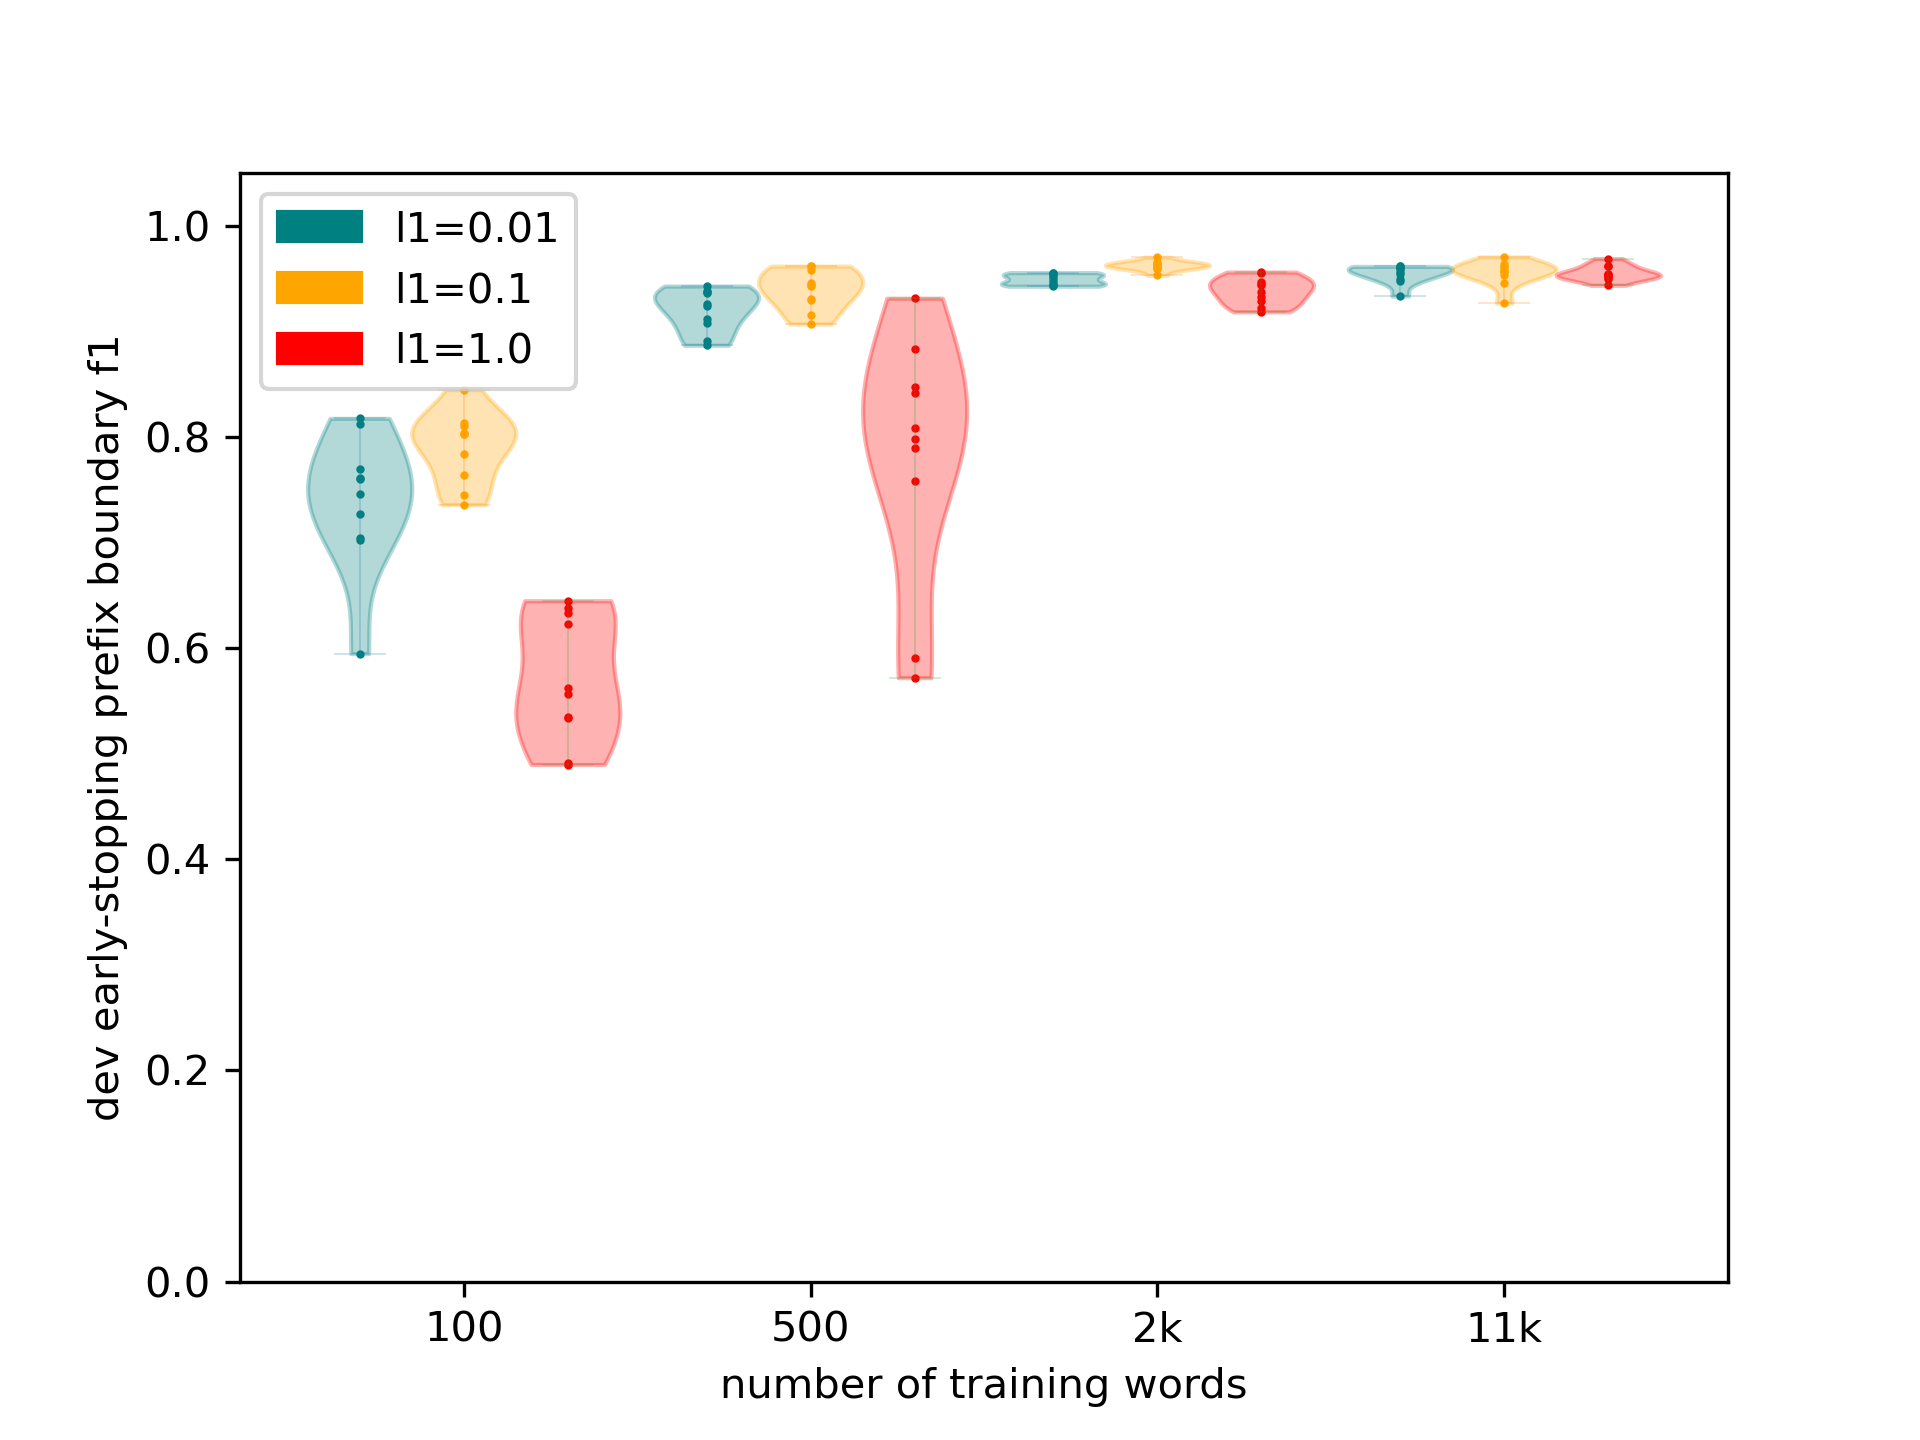 l1=0.01
l1=0.1
l1=1.0
1.0
0.8
0.6
0.4
0.2
0.0
dev early-stopping prefix boundary f1
100
500
2k
11k
number of training words